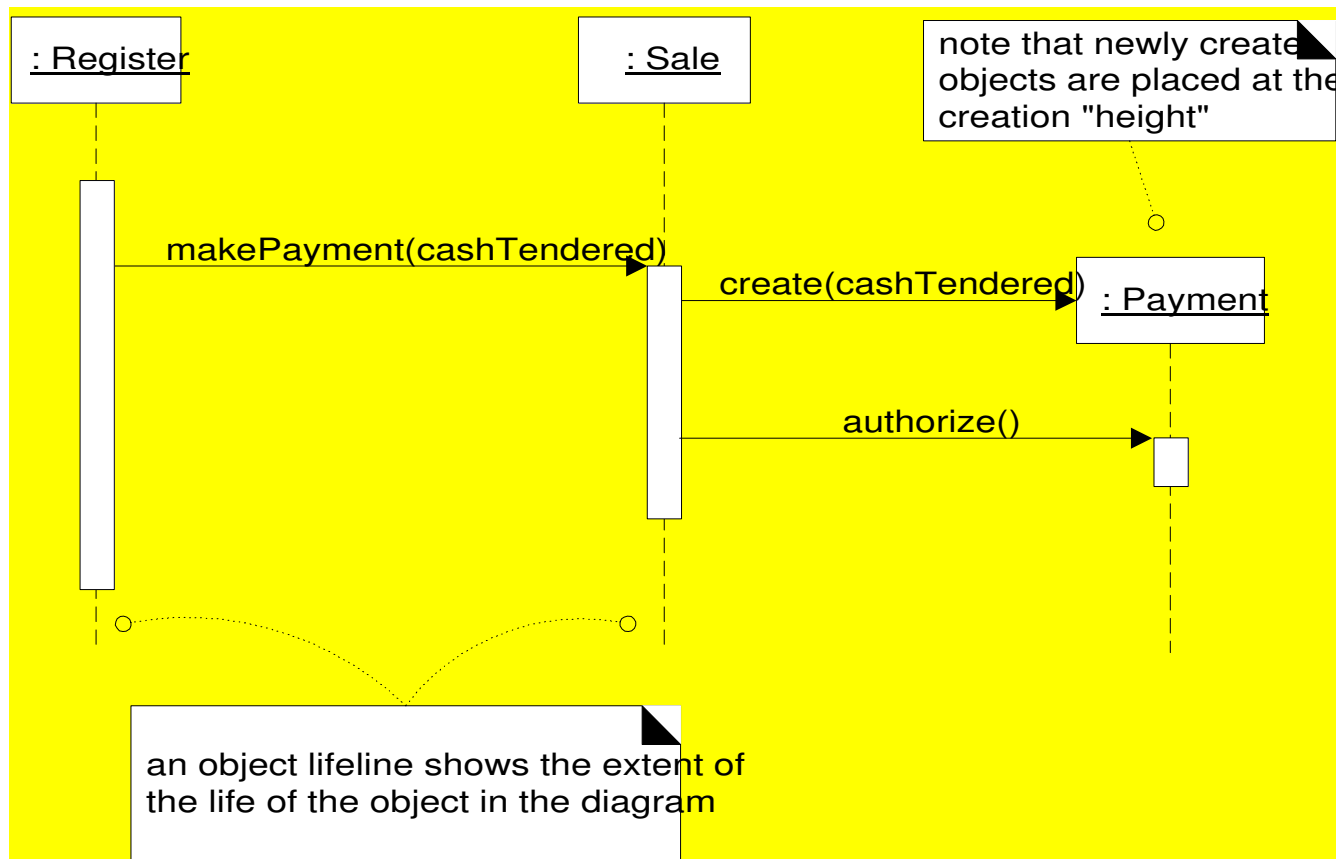 : Register
: Sale
note that newly create
objects are placed at the
creation "height"
makePayment(cashTendered)
create(cashTendered)
: Payment
authorize()
an object lifeline shows the extent of
the life of the object in the diagram